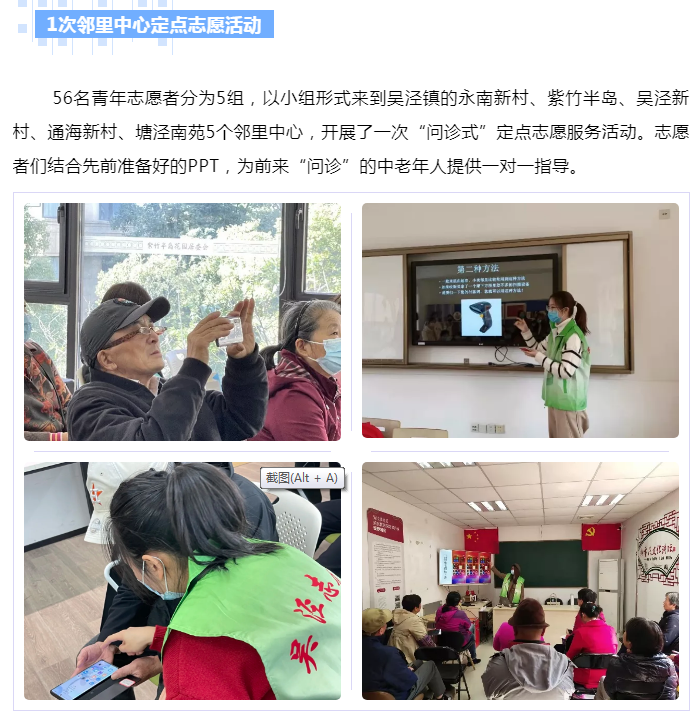 1次邻里中心定点志愿活动
56名青年志愿者分为5组，以小组形式来到吴泾镇的永南新村、紫竹半岛、吴泾新
村、通海新村、塘泾南苑5个邻里中心，开展了一次“问诊式”定点志愿服务活动。志愿
者们结合先前准备好的PPT，为前来“问诊”的中老年人提供一对一指导。
第二种方法
截图(Alt + A)
吴泾志